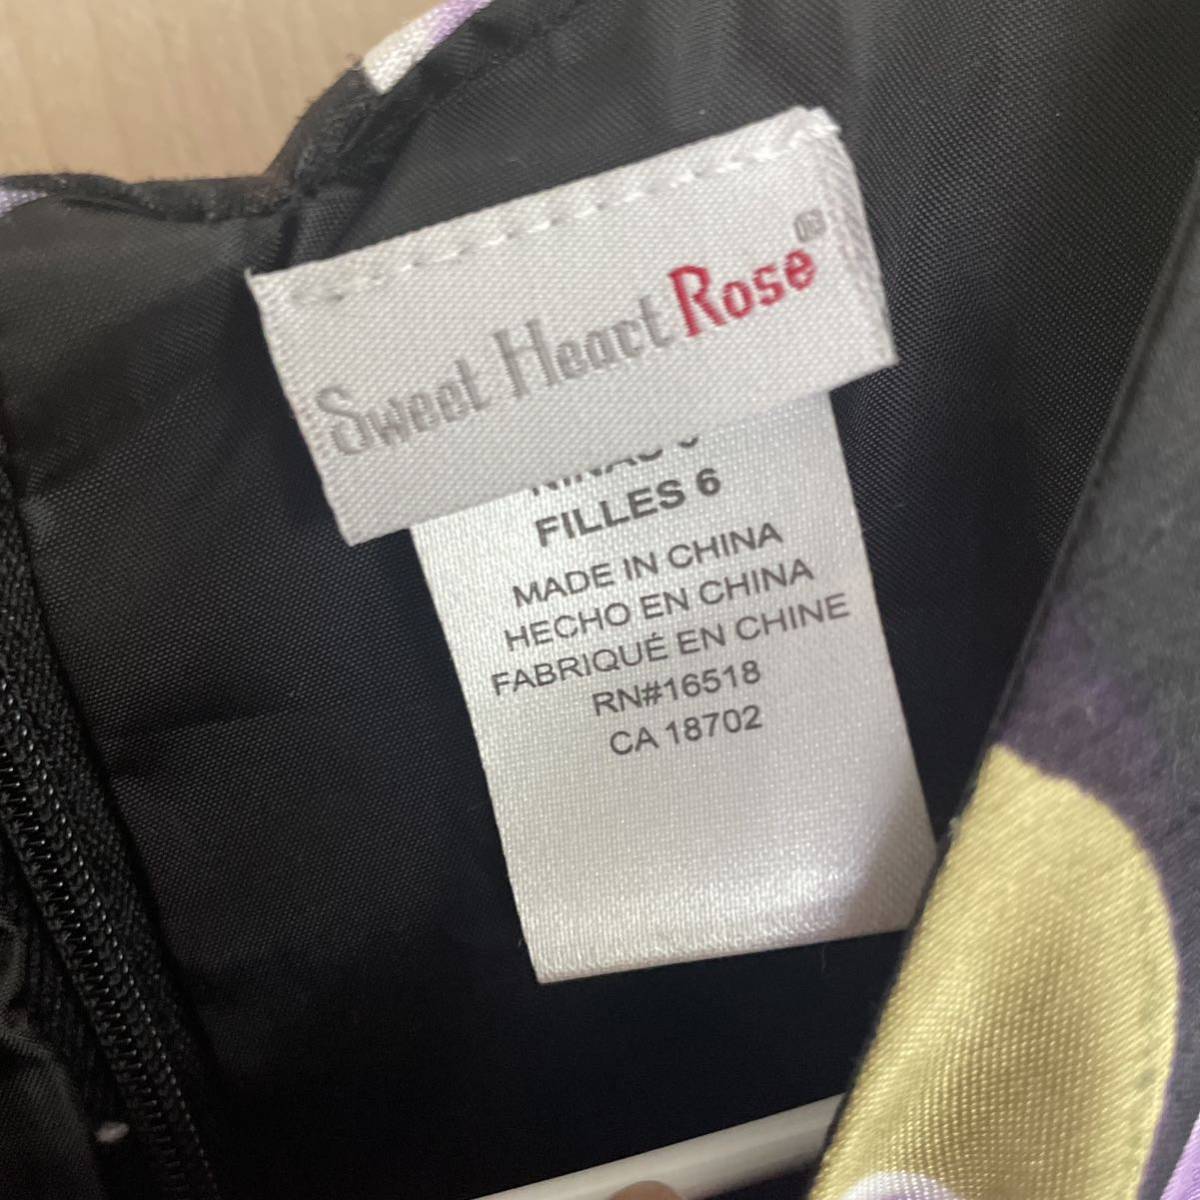 Sweet Heart Rose
FILLES 6
MADE IN CHINA
HECHO EN CHINA
FABRIQUÉ EN CHINE
RN#16518
CA 18702